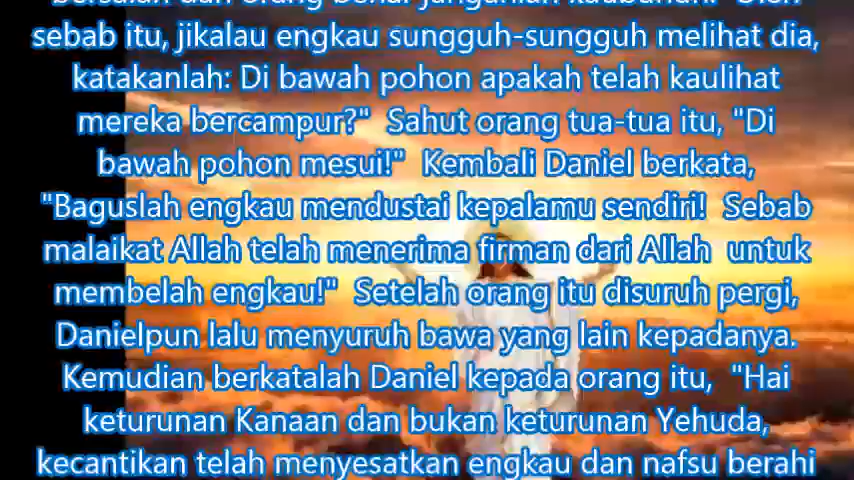 sebab itu, jikalau engkau sungguh-sungguh melihat dia,
katakanlah: Di bawah pohon apakah telah kaulihat
mereka bercampur?"  Sahut orang tua-tua itu, "Di
bawah pohon mesui!"  Kembali Daniel berkata,
"Baguslah engkau mendustai kepalamu sendiri!  Sebab
malaikat Allah telah menerima firman dari Allah  untuk
membelah engkau!"  Setelah orang itu disuruh pergi,
Danielpun lalu menyuruh bawa yang lain kepadanya.
Kemudian berkatalah Daniel kepada orang itu,  "Hai
keturunan Kanaan dan bukan keturunan Yehuda,
kecantikan telah menyesatkan engkau dan nafsu berahi